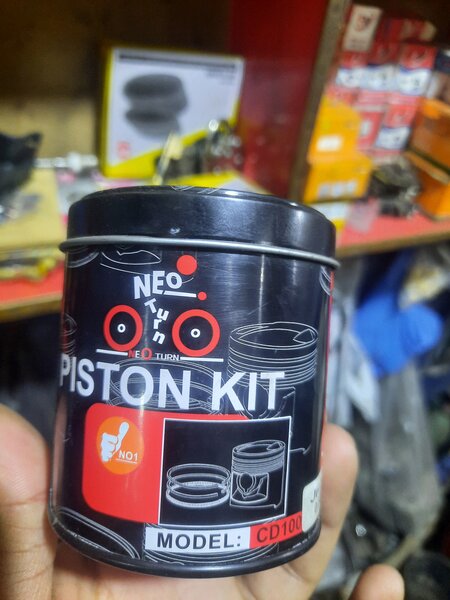 NEO
Turn
NEO TURN
PISTON KIT
NO1
MODEL: CD100